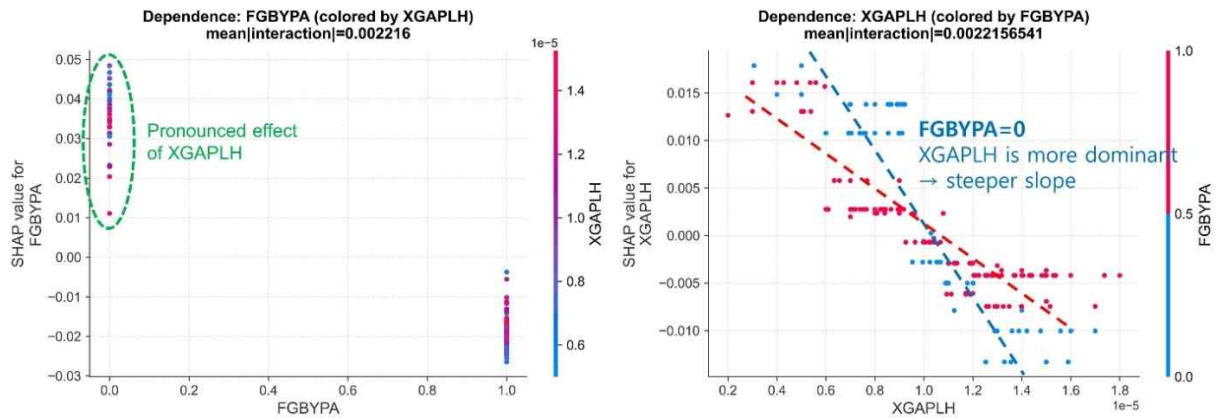 Dependence: FGBYPA (colored by XGAPLH)
mean|interaction|=0.002216
1e−5
0.05
0.04
0.03
0.02
0.01
0.00
−0.01
−0.02
−0.03
SHAP value for
FGBYPA
Pronounced effect
of XGAPLH
0.0
0.2
0.4
0.6
0.8
1.0
FGBYPA
1.4
1.2
1.0
0.8
0.6
XGAPLH
Dependence: XGAPLH (colored by FGBYPA)
mean|interaction|=0.0022156541
0.015
0.010
0.005
0.000
−0.005
−0.010
SHAP value for
XGAPLH
FGBYPA=0
XGAPLH is more dominant
→ steeper slope
0.2
0.4
0.6
0.8
1.0
1.2
1.4
1.6
1.8
1e−5
XGAPLH
1.0
0.5
0.0
FGBYPA